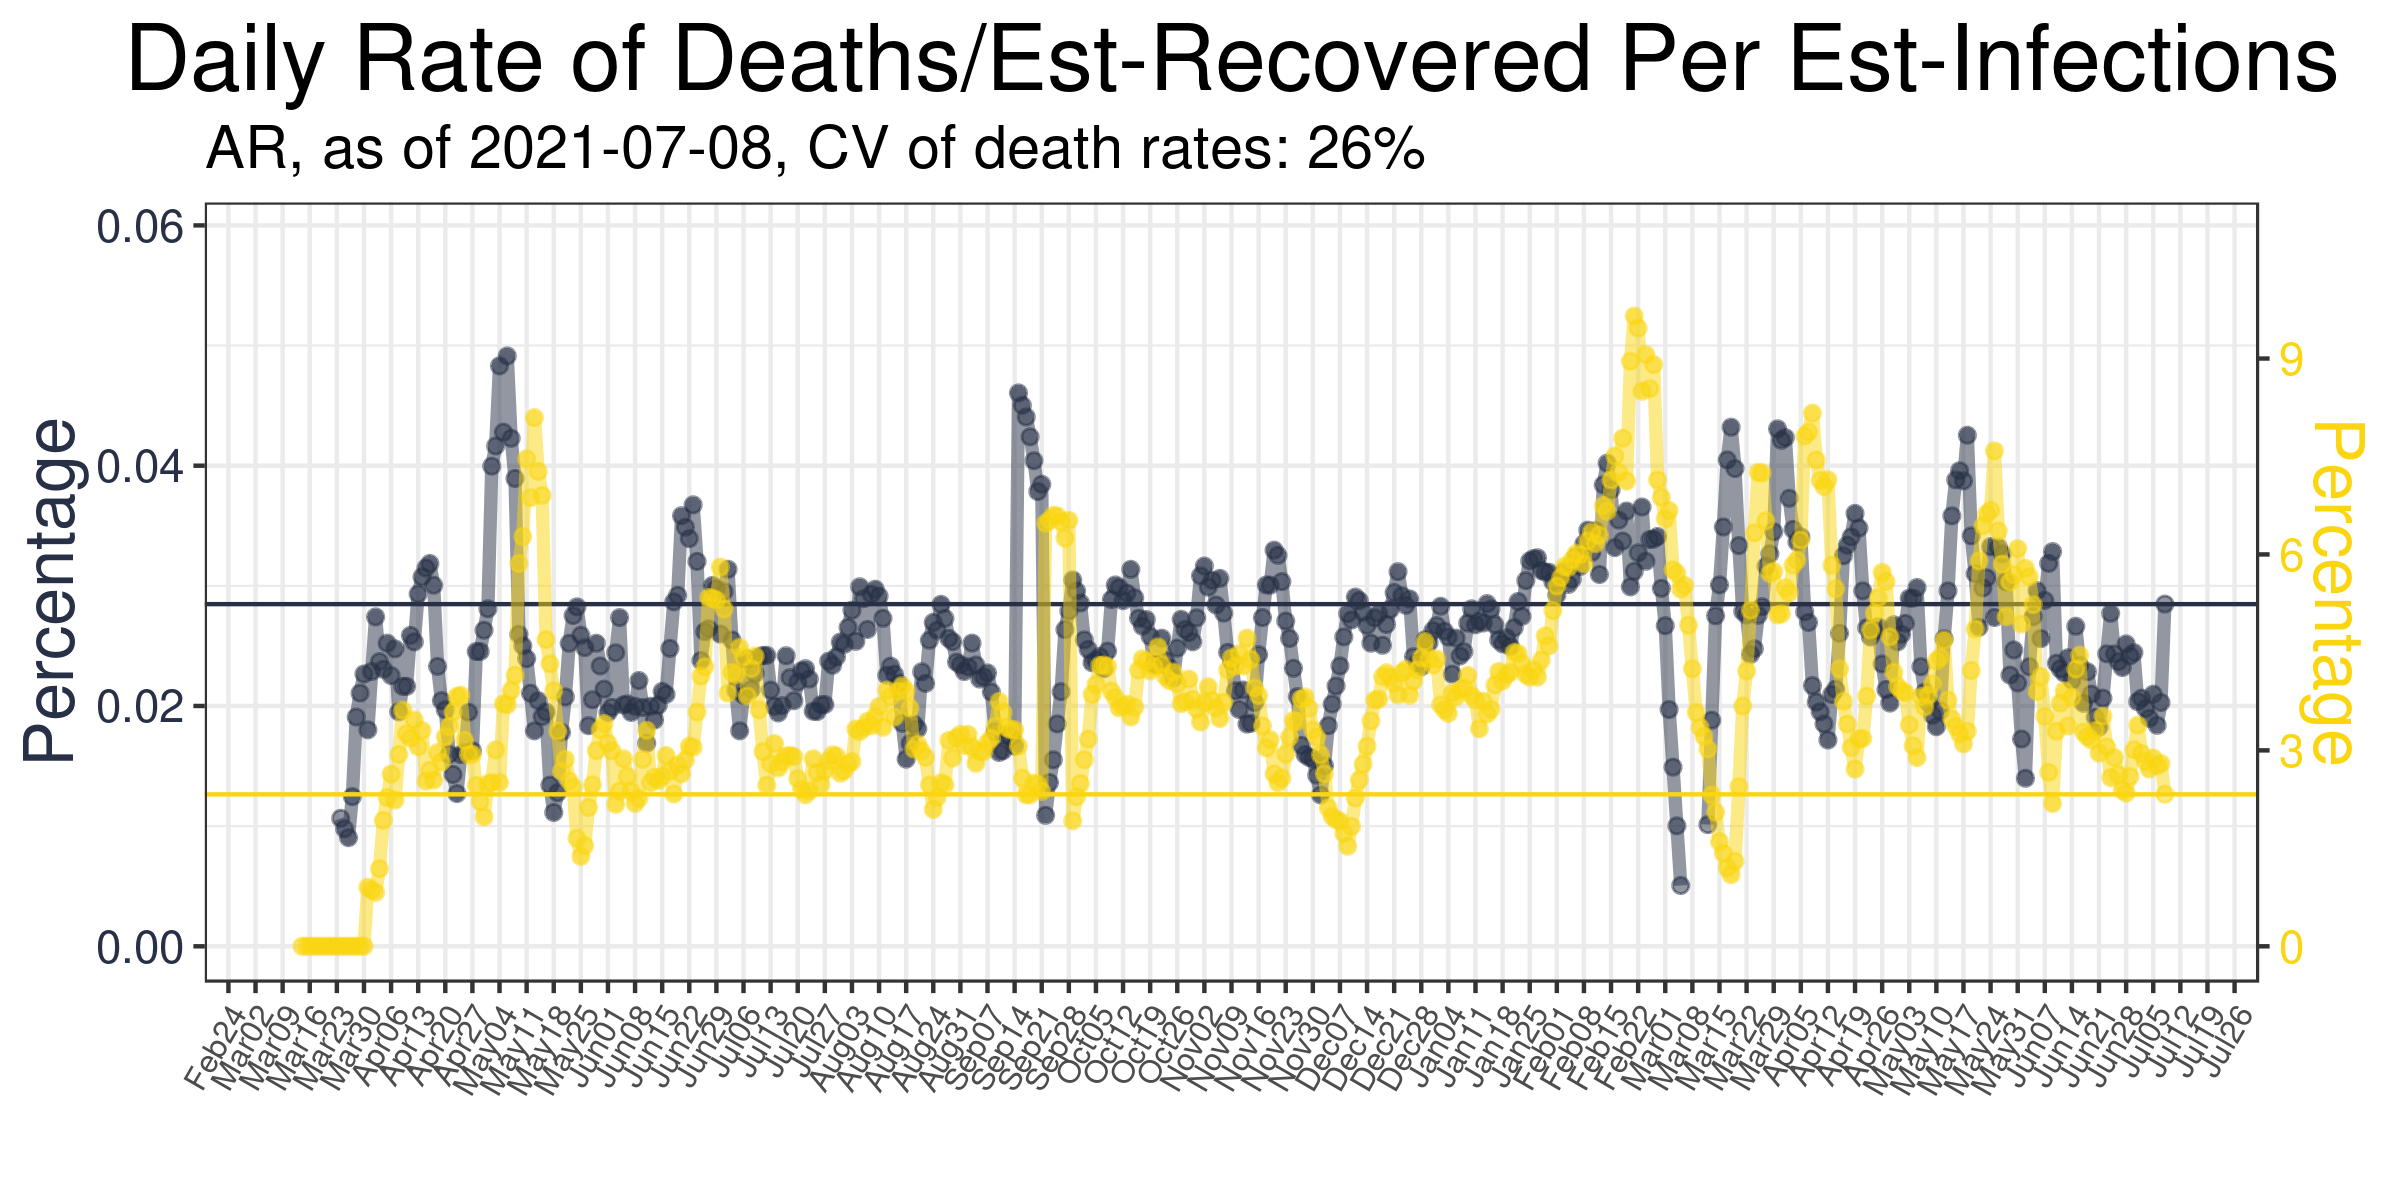 Daily Rate of Deaths/Est-Recovered Per Est-Infections
AR, as of 2021-07-08, CV of death rates: 26%
Percentage
0.06
0.04
0.02
0.00
9
6
3
0
Percentage
Feb24
Mar02
Mar09
Mar16
Mar23
Mar30
Apr06
Apr13
Apr20
Apr27
May04
May11
May18
May25
Jun01
Jun08
Jun15
Jun22
Jun29
Jul06
Jul13
Jul20
Jul27
Aug03
Aug10
Aug17
Aug24
Aug31
Sep07
Sep14
Sep21
Sep28
Oct05
Oct12
Oct19
Oct26
Nov02
Nov09
Nov16
Nov23
Nov30
Dec07
Dec14
Dec21
Dec28
Jan04
Jan11
Jan18
Jan25
Feb01
Feb08
Feb15
Feb22
Mar01
Mar08
Mar15
Mar22
Mar29
Apr05
Apr12
Apr19
Apr26
May03
May10
May17
May24
May31
Jun07
Jun14
Jun21
Jun28
Jul05
Jul12
Jul19
Jul26